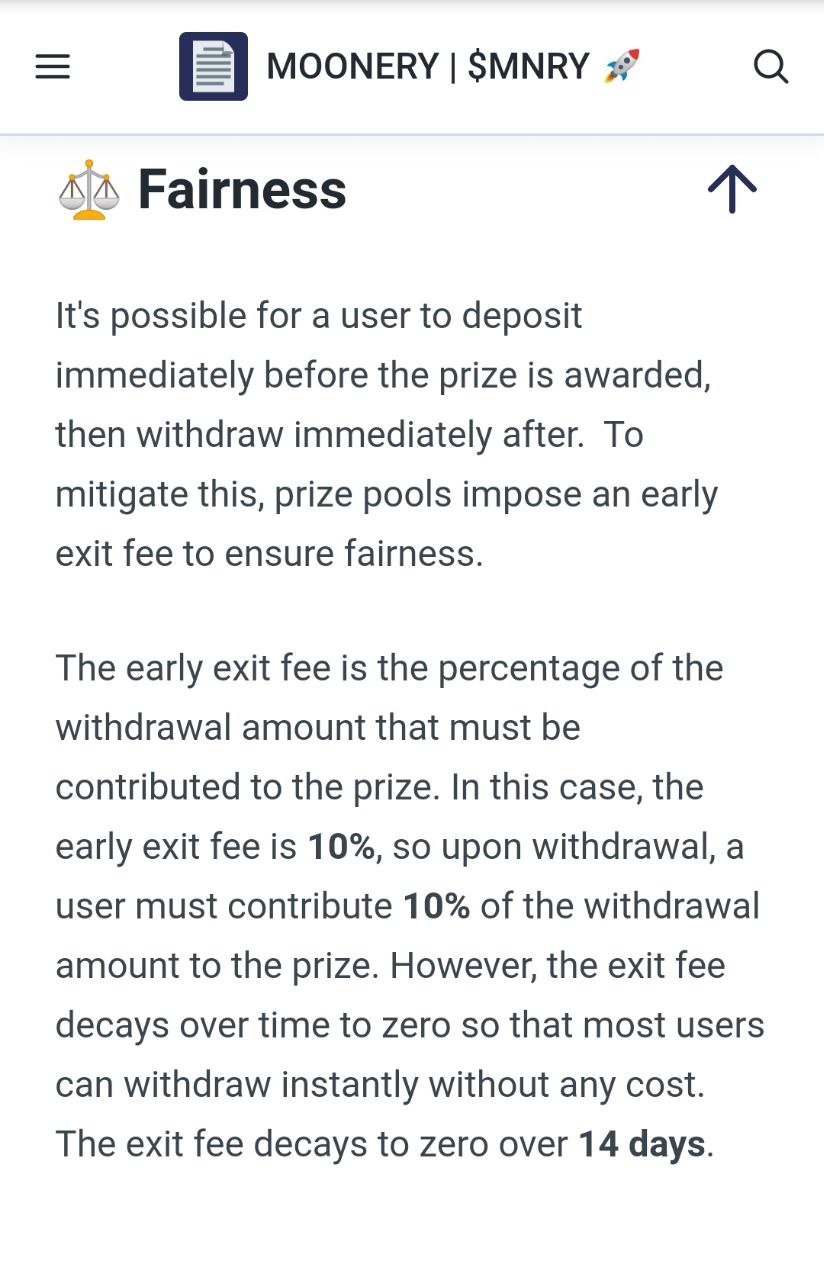 MOONERY | $MNRY 🚀
⚖️ Fairness
It's possible for a user to deposit
immediately before the prize is awarded,
then withdraw immediately after.  To
mitigate this, prize pools impose an early
exit fee to ensure fairness.
The early exit fee is the percentage of the
withdrawal amount that must be
contributed to the prize. In this case, the
early exit fee is 10%, so upon withdrawal, a
user must contribute 10% of the withdrawal
amount to the prize. However, the exit fee
decays over time to zero so that most users
can withdraw instantly without any cost.
The exit fee decays to zero over 14 days.